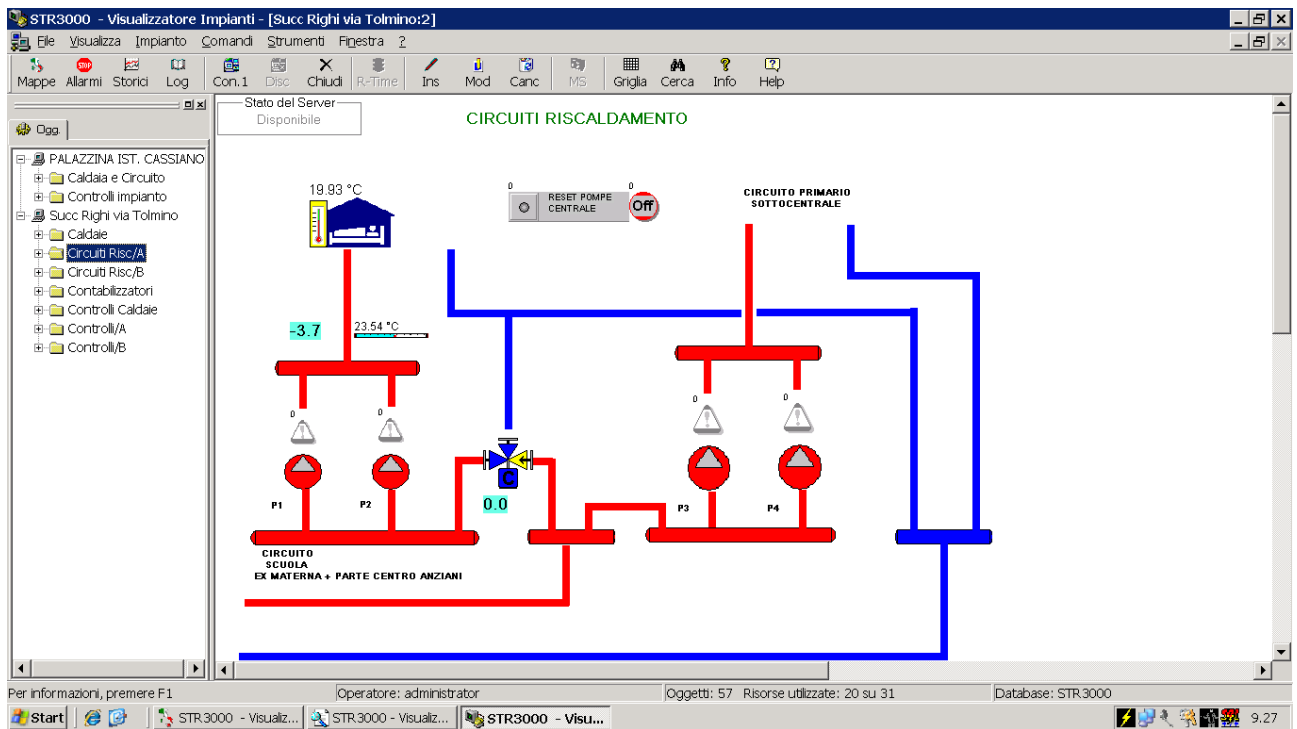 STR3000 - Visualizzatore Impianti - [Succ Righi via Tolmino:2]
File Visualizza Impianto Comandi Strumenti Finestra ?
Mappe Allarmi Storici Log Con.1 Disc Chiudi R-Time Ins Mod Canc MS Griglia Cerca Info Help
Ogg.
PALAZZINA IST. CASSIANO
Caldaia e Circuito
Controlli impianto
Succ Righi via Tolmino
Caldaie
Circuiti Risc/A
Circuiti Risc/B
Contabilizzatori
Controlli Caldaie
Controlli/A
Controlli/B
Stato del Server
Disponibile
CIRCUITI RISCALDAMENTO
19.93 °C
0 0
RESET POMPE
CENTRALE
Off
CIRCUITO PRIMARIO
SOTTOCENTRALE
-3.7
23.54 °C
0 0 0 0
C
0.0
P1 P2 P3 P4
CIRCUITO
SCUOLA
EX MATERNA + PARTE CENTRO ANZIANI
Per informazioni, premere F1 Operatore: administrator Oggetti: 57 Risorse utilizzate: 20 su 31 Database: STR3000
Start STR3000 - Visualiz... STR3000 - Visualiz... STR3000 - Visu... 9.27